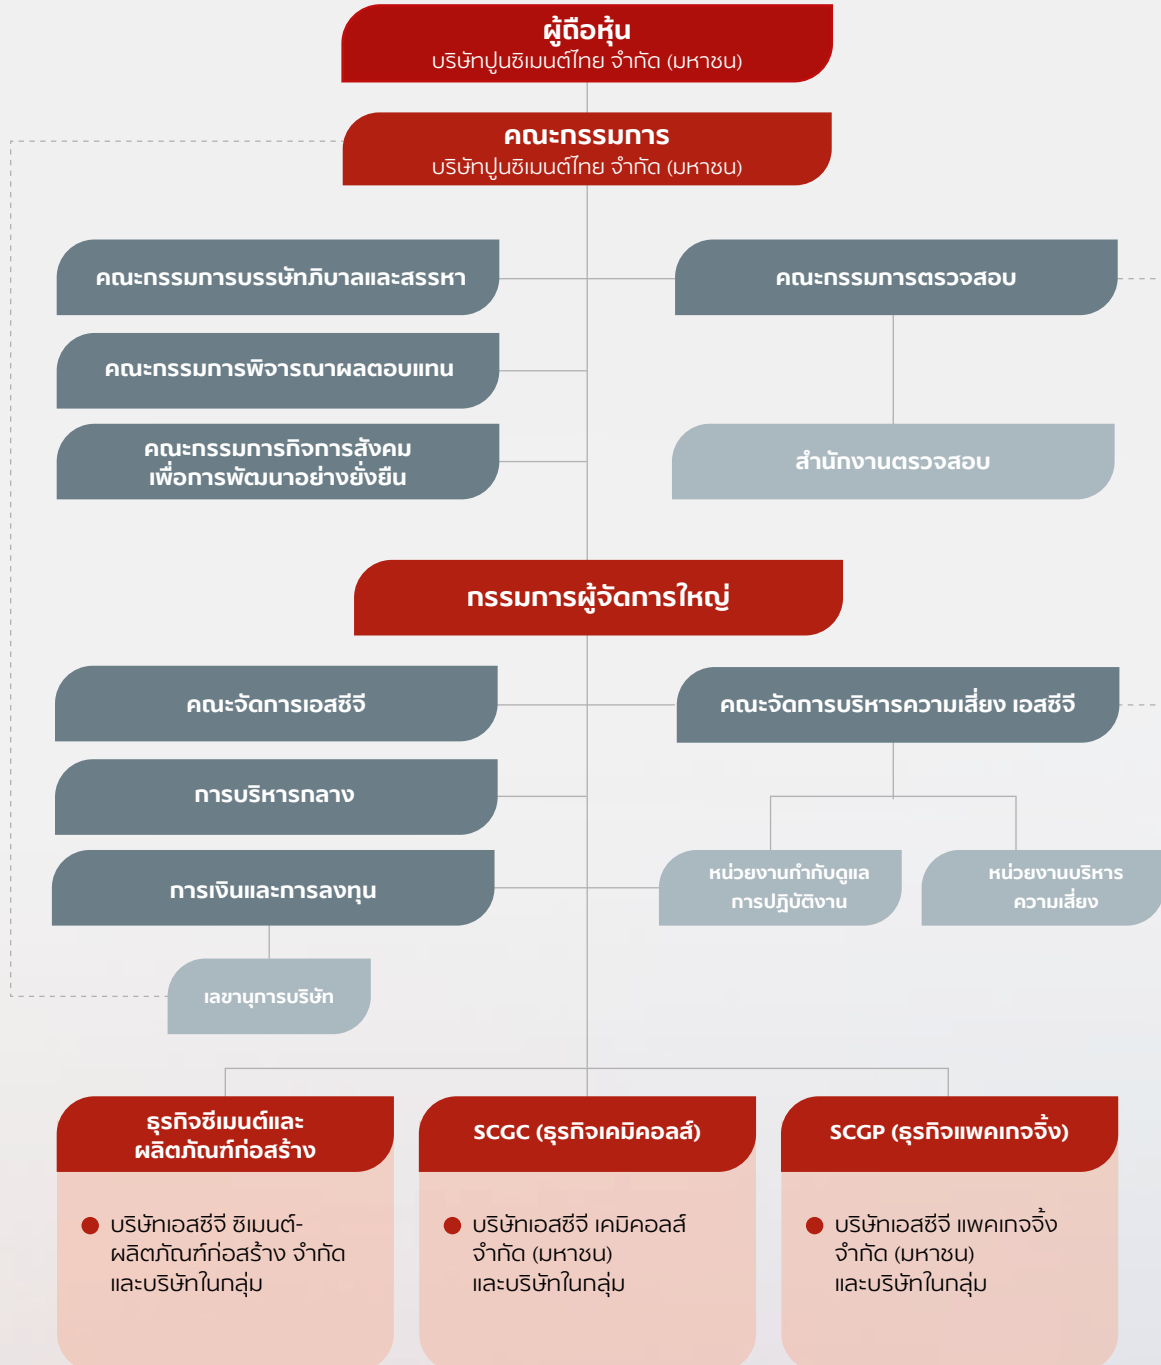 ผู้ถือหุ้น
บริษัทปูนซิเมนต์ไทย จำกัด (มหาชน)
คณะกรรมการ
บริษัทปูนซิเมนต์ไทย จำกัด (มหาชน)
คณะกรรมการบรรษัทภิบาลและสรรหา
คณะกรรมการตรวจสอบ
คณะกรรมการพิจารณาผลตอบแทน
คณะกรรมการกิจการสังคม
เพื่อการพัฒนาอย่างยั่งยืน
สำนักงานตรวจสอบ
กรรมการผู้จัดการใหญ่
คณะจัดการเอสซีจี
คณะจัดการบริหารความเสี่ยง เอสซีจี
การบริหารกลาง
การเงินและการลงทุน
หน่วยงานกำกับดูแล
การปฏิบัติงาน
หน่วยงานบริหาร
ความเสี่ยง
เลขานุการบริษัท
ธุรกิจซีเมนต์และ
ผลิตภัณฑ์ก่อสร้าง
บริษัทเอสซีจี ซิเมนต์-
ผลิตภัณฑ์ก่อสร้าง จำกัด
และบริษัทในกลุ่ม
SCGC (ธุรกิจเคมิคอลส์)
บริษัทเอสซีจี เคมิคอลส์
จำกัด (มหาชน)
และบริษัทในกลุ่ม
SCGP (ธุรกิจแพคเกจจิ้ง)
บริษัทเอสซีจี แพคเกจจิ้ง
จำกัด (มหาชน)
และบริษัทในกลุ่ม